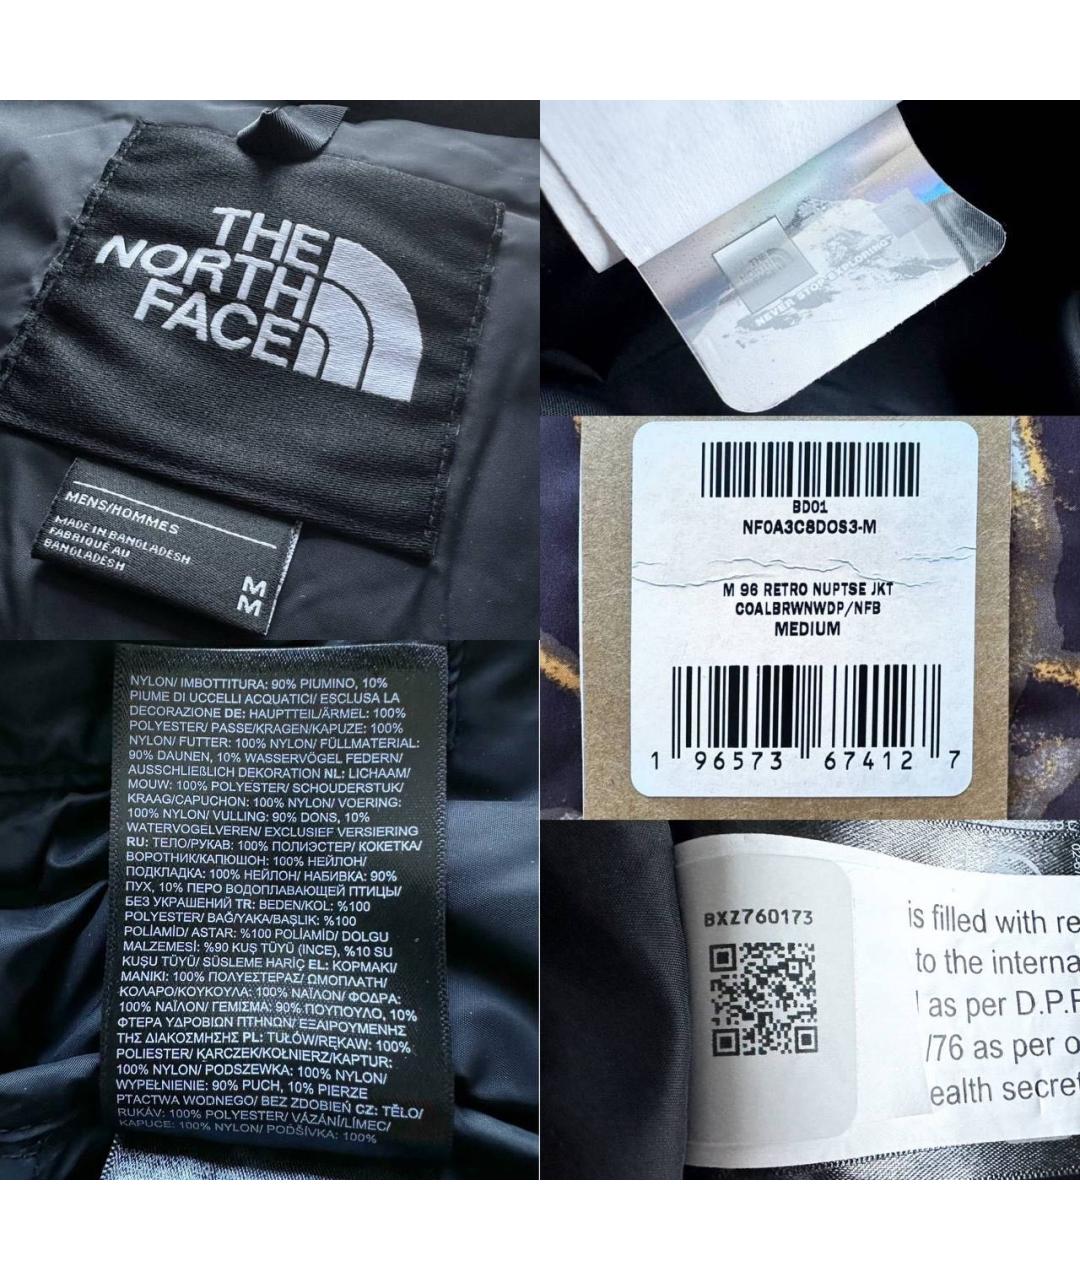 THE
NORTH
FACE
MENS/HOMMES
MADE IN BANGLADESH
FABRIQUÉ AU
BANGLADESH
M
M
THE
NORTH
FACE
NEVER STOP EXPLORING
BD01
NF0A3C8DOS3-M
M 96 RETRO NUPTSE JKT
COALBRWNWDP/NFB
MEDIUM
1 96573 67412 7
NYLON/ IMBOTTITURA: 90% PIUMINO, 10%
PIUME DI UCCELLI ACQUATICI/ ESCLUSA LA
DECORAZIONE DE: HAUPTTEIL/ÄRMEL: 100%
POLYESTER/ PASSE/KRAGEN/KAPUZE: 100%
NYLON/ FUTTER: 100% NYLON/ FÜLLMATERIAL:
90% DAUNEN, 10% WASSERVÖGEL FEDERN/
AUSSCHLIEßLICH DEKORATION NL: LICHAAM/
MOUW: 100% POLYESTER/ SCHOUDERSTUK/
KRAAG/CAPUCHON: 100% NYLON/ VOERING:
100% NYLON/ VULLING: 90% DONS, 10%
WATERVOGELVEREN/ EXCLUSIEF VERSIERING
RU: ТЕЛО/РУКАВ: 100% ПОЛИЭСТЕР/ КОКЕТКА/
ВОРОТНИК/КАПЮШОН: 100% НЕЙЛОН/
ПОДКЛАДКА: 100% НЕЙЛОН/ НАБИВКА: 90%
ПУХ, 10% ПЕРО ВОДОПЛАВАЮЩЕЙ ПТИЦЫ/
БЕЗ УКРАШЕНИЙ TR: BEDEN/KOL: %100
POLYESTER/ BAĞ/YAKA/BAŞLIK: %100
POLİAMİD/ ASTAR: %100 POLİAMİD/ DOLGU
MALZEMESİ: %90 KUŞ TÜYÜ (İNCE), %10 SU
KUŞU TÜYÜ/ SÜSLEME HARİÇ EL: ΚΟΡΜΑΚΙ/
ΜΑΝΙΚΙ: 100% ΠΟΛΥΕΣΤΕΡΑΣ/ ΩΜΟΠΛΑΤΗ/
ΚΟΛΑΡΟ/ΚΟΥΚΟΥΛΑ: 100% ΝΑΪΛΟΝ/ ΦΟΔΡΑ:
100% ΝΑΪΛΟΝ/ ΓΕΜΙΣΜΑ: 90% ΠΟΥΠΟΥΛΟ, 10%
ΦΤΕΡΑ ΥΔΡΟΒΙΩΝ ΠΤΗΝΩΝ/ ΕΞΑΙΡΟΥΜΕΝΗΣ
ΤΗΣ ΔΙΑΚΟΣΜΗΣΗΣ PL: TUŁÓW/RĘKAW: 100%
POLIESTER/ KARCZEK/KOŁNIERZ/KAPTUR:
100% NYLON/ PODSZEWKA: 100% NYLON/
WYPEŁNIENIE: 90% PUCH, 10% PIERZE
PTACTWA WODNEGO/ BEZ ZDOBIEŃ CZ: TĚLO/
RUKÁV: 100% POLYESTER/ VÁZÁNÍ/LÍMEC/
KAPUCE: 100% NYLON/ PODŠÍVKA: 100%
BXZ760173
is filled with re
to the interna
l as per D.P.F
/76 as per o
ealth secret